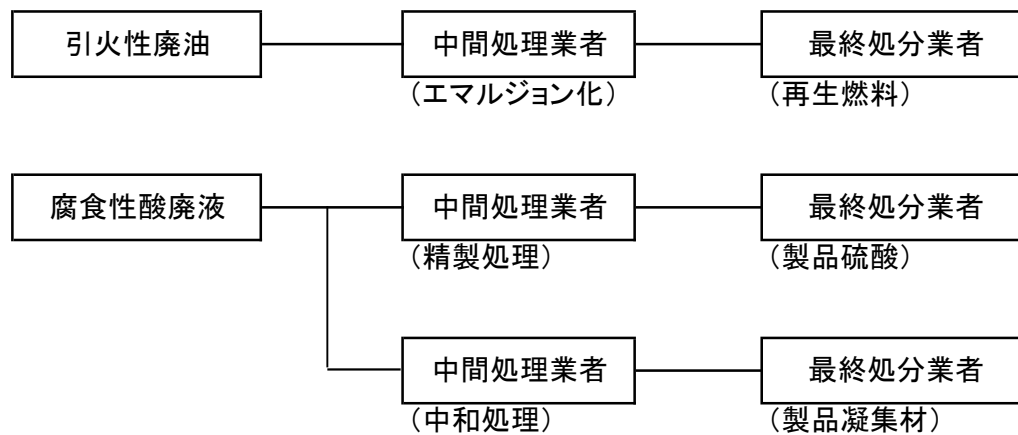 引火性廃油 中間処理業者 最終処分業者
（エマルジョン化） （再生燃料）
腐食性酸廃液 中間処理業者 最終処分業者
（精製処理） （製品硫酸）
中間処理業者 最終処分業者
（中和処理） （製品凝集材）